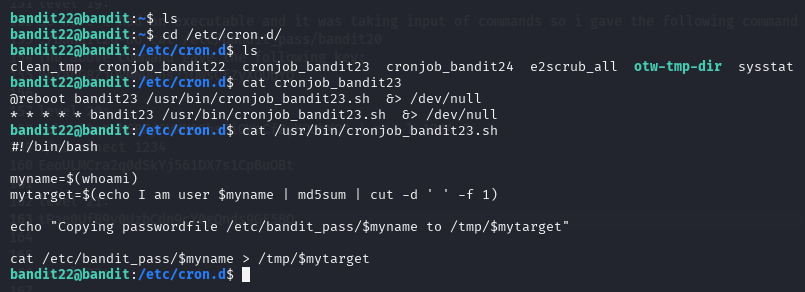 bandit22@bandit:~$ ls
bandit22@bandit:~$ cd /etc/cron.d/
bandit22@bandit:/etc/cron.d$ ls
clean_tmp  cronjob_bandit22  cronjob_bandit23  cronjob_bandit24  e2scrub_all  otw-tmp-dir  sysstat
bandit22@bandit:/etc/cron.d$ cat cronjob_bandit23
@reboot bandit23 /usr/bin/cronjob_bandit23.sh  &> /dev/null
* * * * * bandit23 /usr/bin/cronjob_bandit23.sh  &> /dev/null
bandit22@bandit:/etc/cron.d$ cat /usr/bin/cronjob_bandit23.sh
#!/bin/bash

myname=$(whoami)
mytarget=$(echo I am user $myname | md5sum | cut -d ' ' -f 1)

echo "Copying passwordfile /etc/bandit_pass/$myname to /tmp/$mytarget"

cat /etc/bandit_pass/$myname > /tmp/$mytarget
bandit22@bandit:/etc/cron.d$